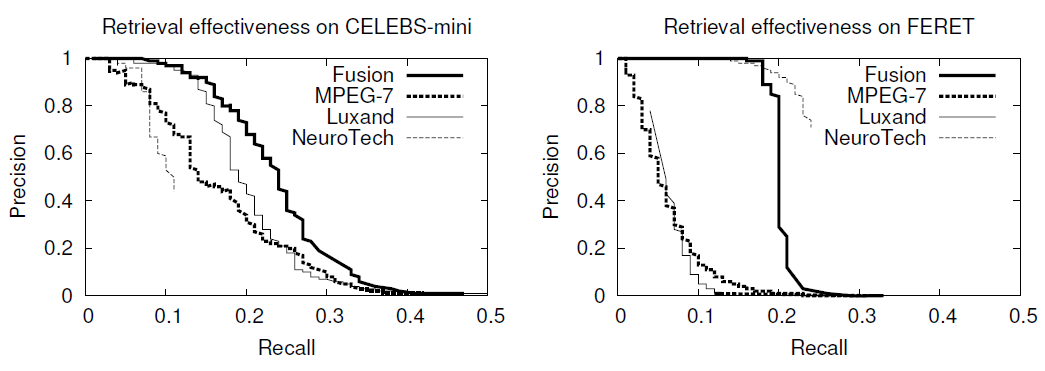 Retrieval effectiveness on CELEBS-mini
1
0.8
0.6
0.4
0.2
0
Precision
Fusion
MPEG-7
Luxand
NeuroTech
0 0.1 0.2 0.3 0.4 0.5
Recall
Retrieval effectiveness on FERET
1
0.8
0.6
0.4
0.2
0
Precision
Fusion
MPEG-7
Luxand
NeuroTech
0 0.1 0.2 0.3 0.4 0.5
Recall